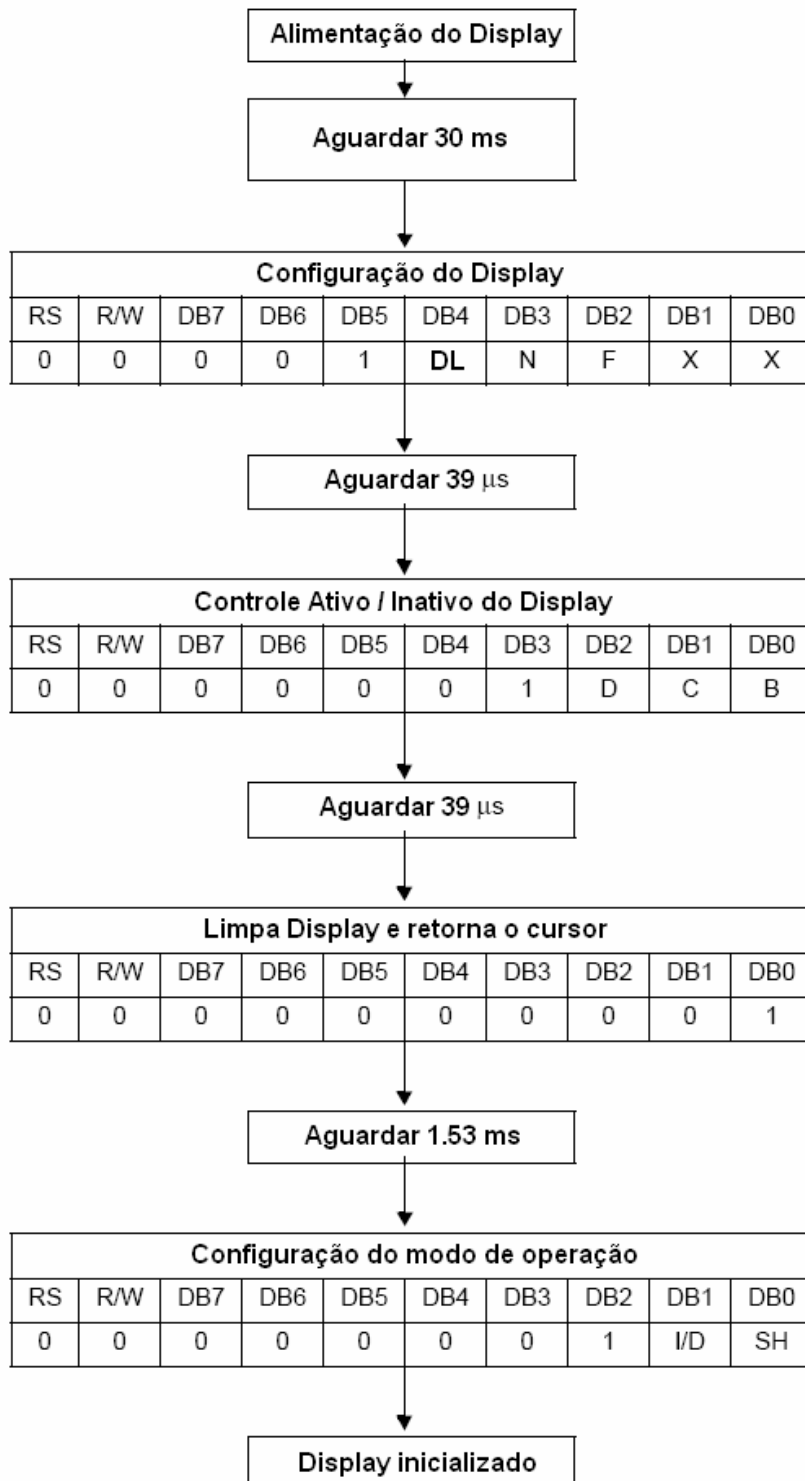 Alimentação do Display
Aguardar 30 ms
Configuração do Display
RS R/W DB7 DB6 DB5 DB4 DB3 DB2 DB1 DB0
0 0 0 0 1 DL N F X X
Aguardar 39 µs
Controle Ativo / Inativo do Display
RS R/W DB7 DB6 DB5 DB4 DB3 DB2 DB1 DB0
0 0 0 0 0 0 1 D C B
Aguardar 39 µs
Limpa Display e retorna o cursor
RS R/W DB7 DB6 DB5 DB4 DB3 DB2 DB1 DB0
0 0 0 0 0 0 0 0 0 1
Aguardar 1.53 ms
Configuração do modo de operação
RS R/W DB7 DB6 DB5 DB4 DB3 DB2 DB1 DB0
0 0 0 0 0 0 0 1 I/D SH
Display inicializado